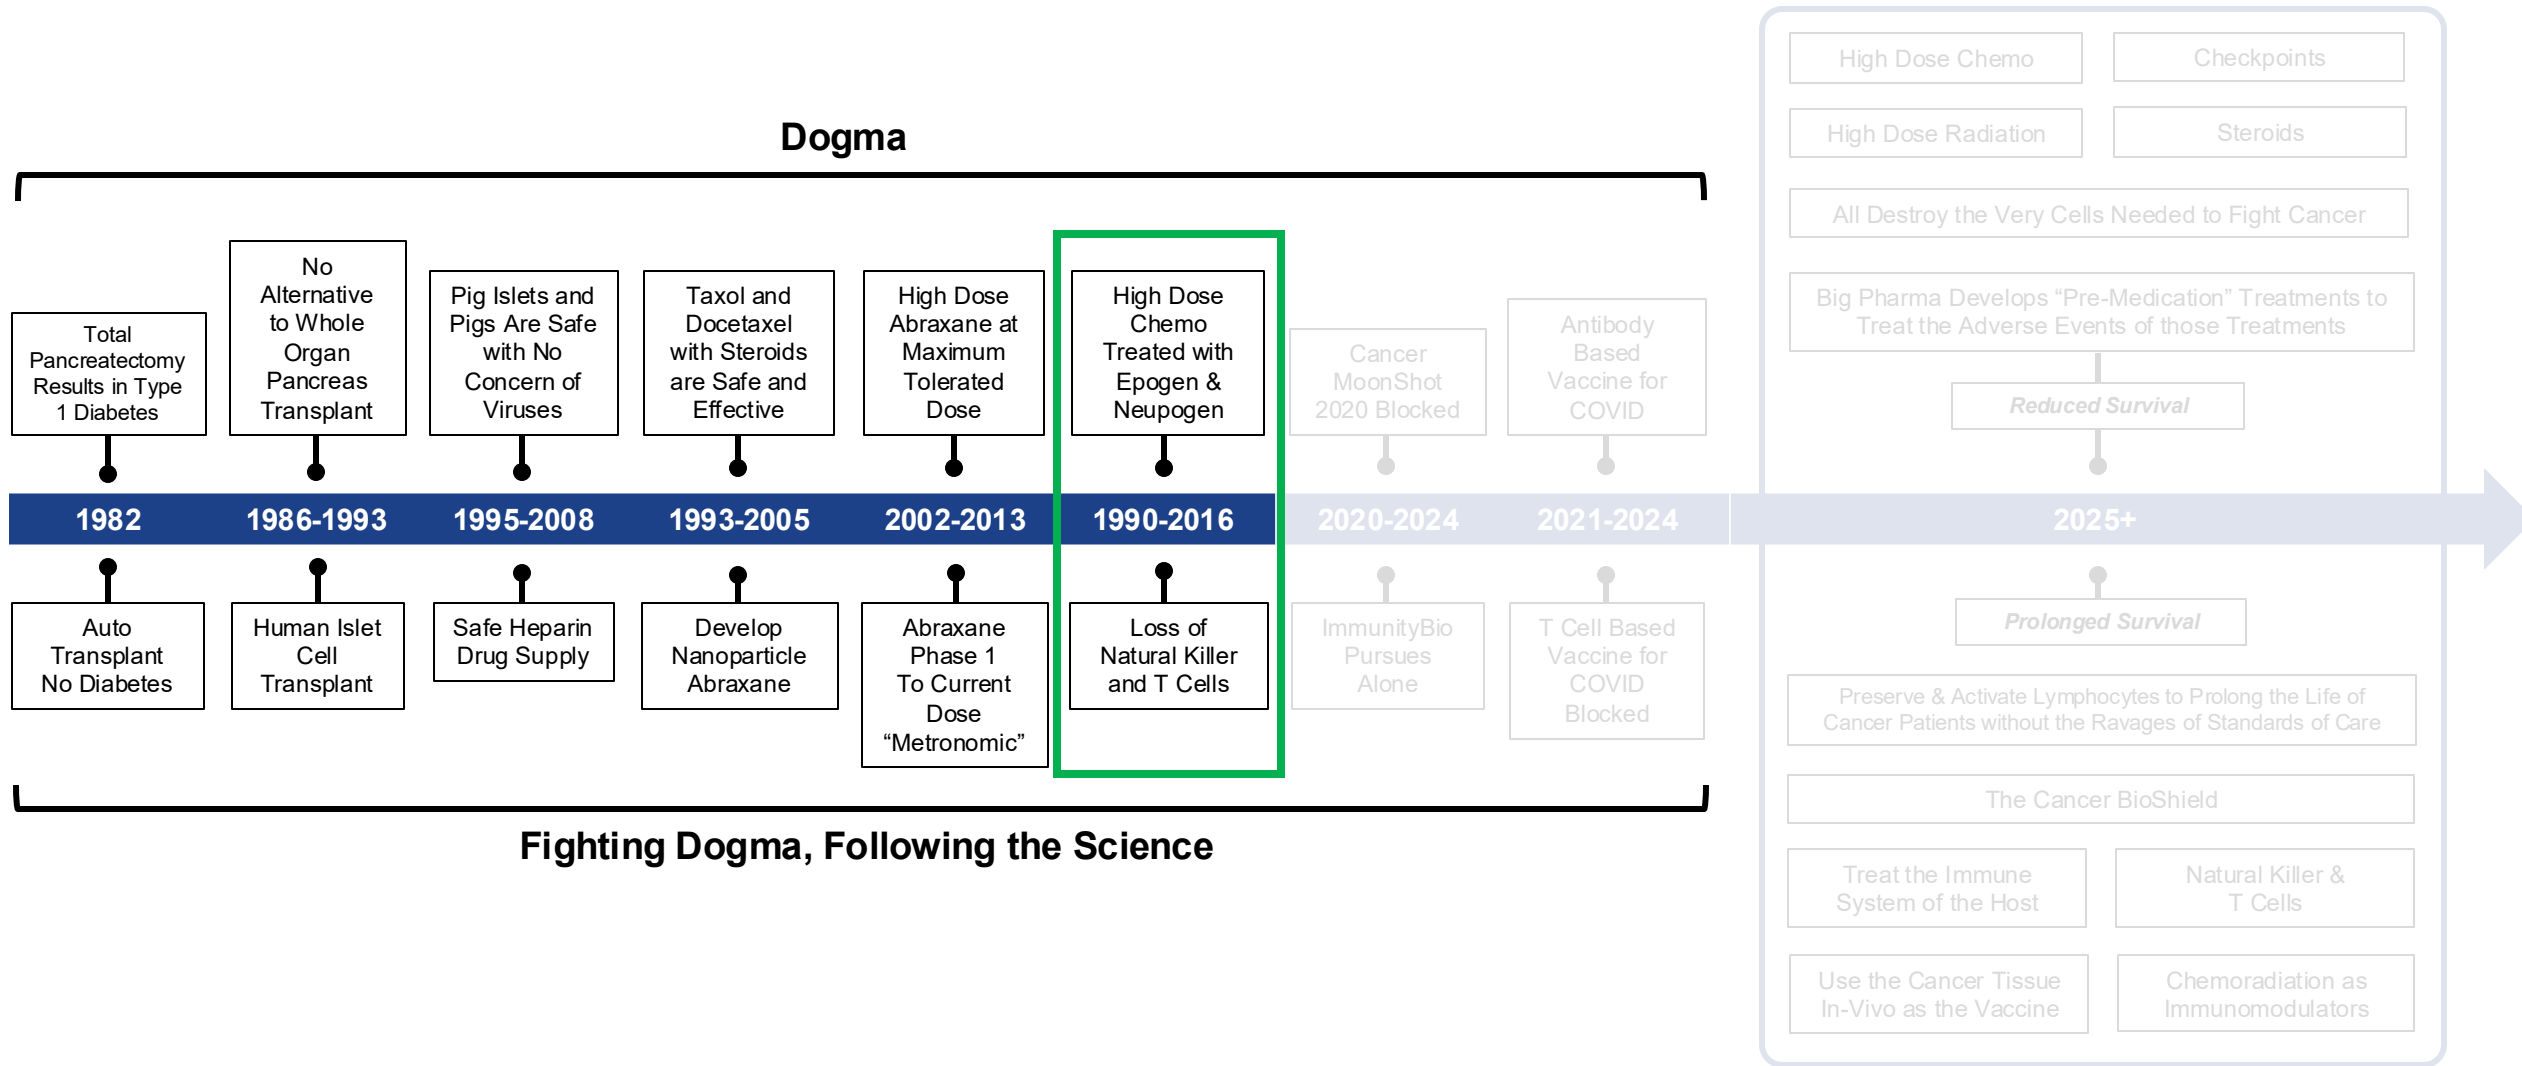 Dogma
Total
Pancreatectomy
Results in Type
1 Diabetes
No
Alternative
to Whole
Organ
Pancreas
Transplant
Pig Islets and
Pigs Are Safe
with No
Concern of
Viruses
Taxol and
Docetaxel
with Steroids
are Safe and
Effective
High Dose
Abraxane at
Maximum
Tolerated
Dose
High Dose
Chemo
Treated with
Epogen &
Neupogen
Cancer
MoonShot
2020 Blocked
Antibody
Based
Vaccine for
COVID
1982
1986-1993
1995-2008
1993-2005
2002-2013
1990-2016
2020-2024
2021-2024
2025+
Auto
Transplant
No Diabetes
Human Islet
Cell
Transplant
Safe Heparin
Drug Supply
Develop
Nanoparticle
Abraxane
Abraxane
Phase 1
To Current
Dose
“Metronomic”
Loss of
Natural Killer
and T Cells
ImmunityBio
Pursues
Alone
T Cell Based
Vaccine for
COVID
Blocked
Fighting Dogma, Following the Science
High Dose Chemo
Checkpoints
High Dose Radiation
Steroids
All Destroy the Very Cells Needed to Fight Cancer
Big Pharma Develops “Pre-Medication” Treatments to
Treat the Adverse Events of those Treatments
Reduced Survival
Prolonged Survival
Preserve & Activate Lymphocytes to Prolong the Life of
Cancer Patients without the Ravages of Standards of Care
The Cancer BioShield
Treat the Immune
System of the Host
Natural Killer &
T Cells
Use the Cancer Tissue
In-Vivo as the Vaccine
Chemoradiation as
Immunomodulators